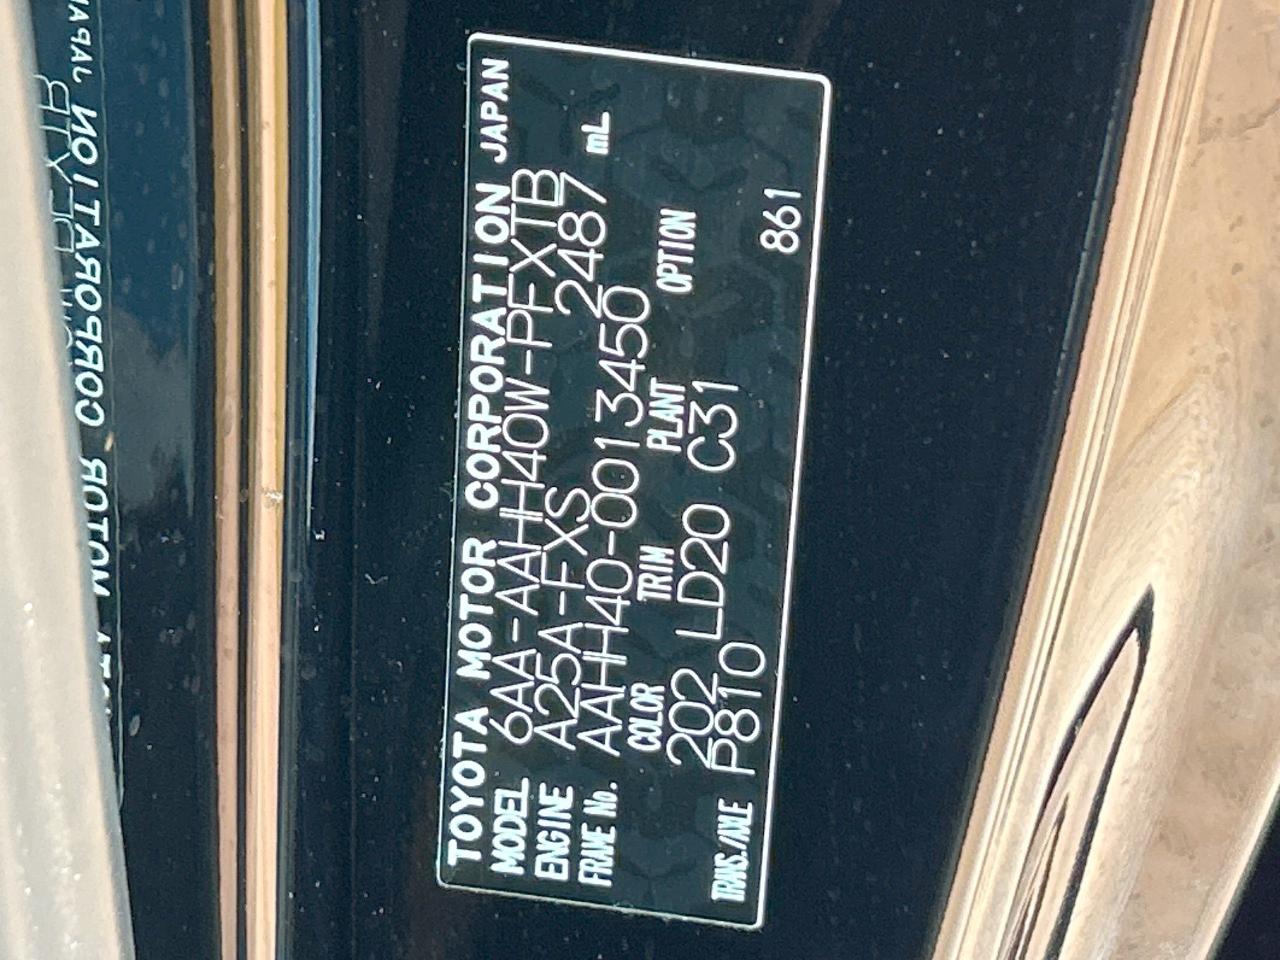 TOYOTA MOTOR CORPORATION JAPAN
MODEL 6AA-AAHH40W-PFXTB
ENGINE A25A-FXS 2487 mL
FRAME No. AAHH40-0013450
COLOR TRIM PLANT OPTION
202 LD20 C31
TRANS./AXLE P810 861
MOTOR CORPORATION JAPAN